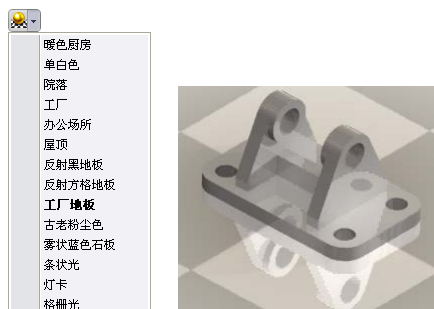 暖色厨房
单白色
院落
工厂
办公场所
屋顶
反射黑地板
反射方格地板
工厂地板
古老粉尘色
雾状蓝色石板
条状光
灯卡
格栅光